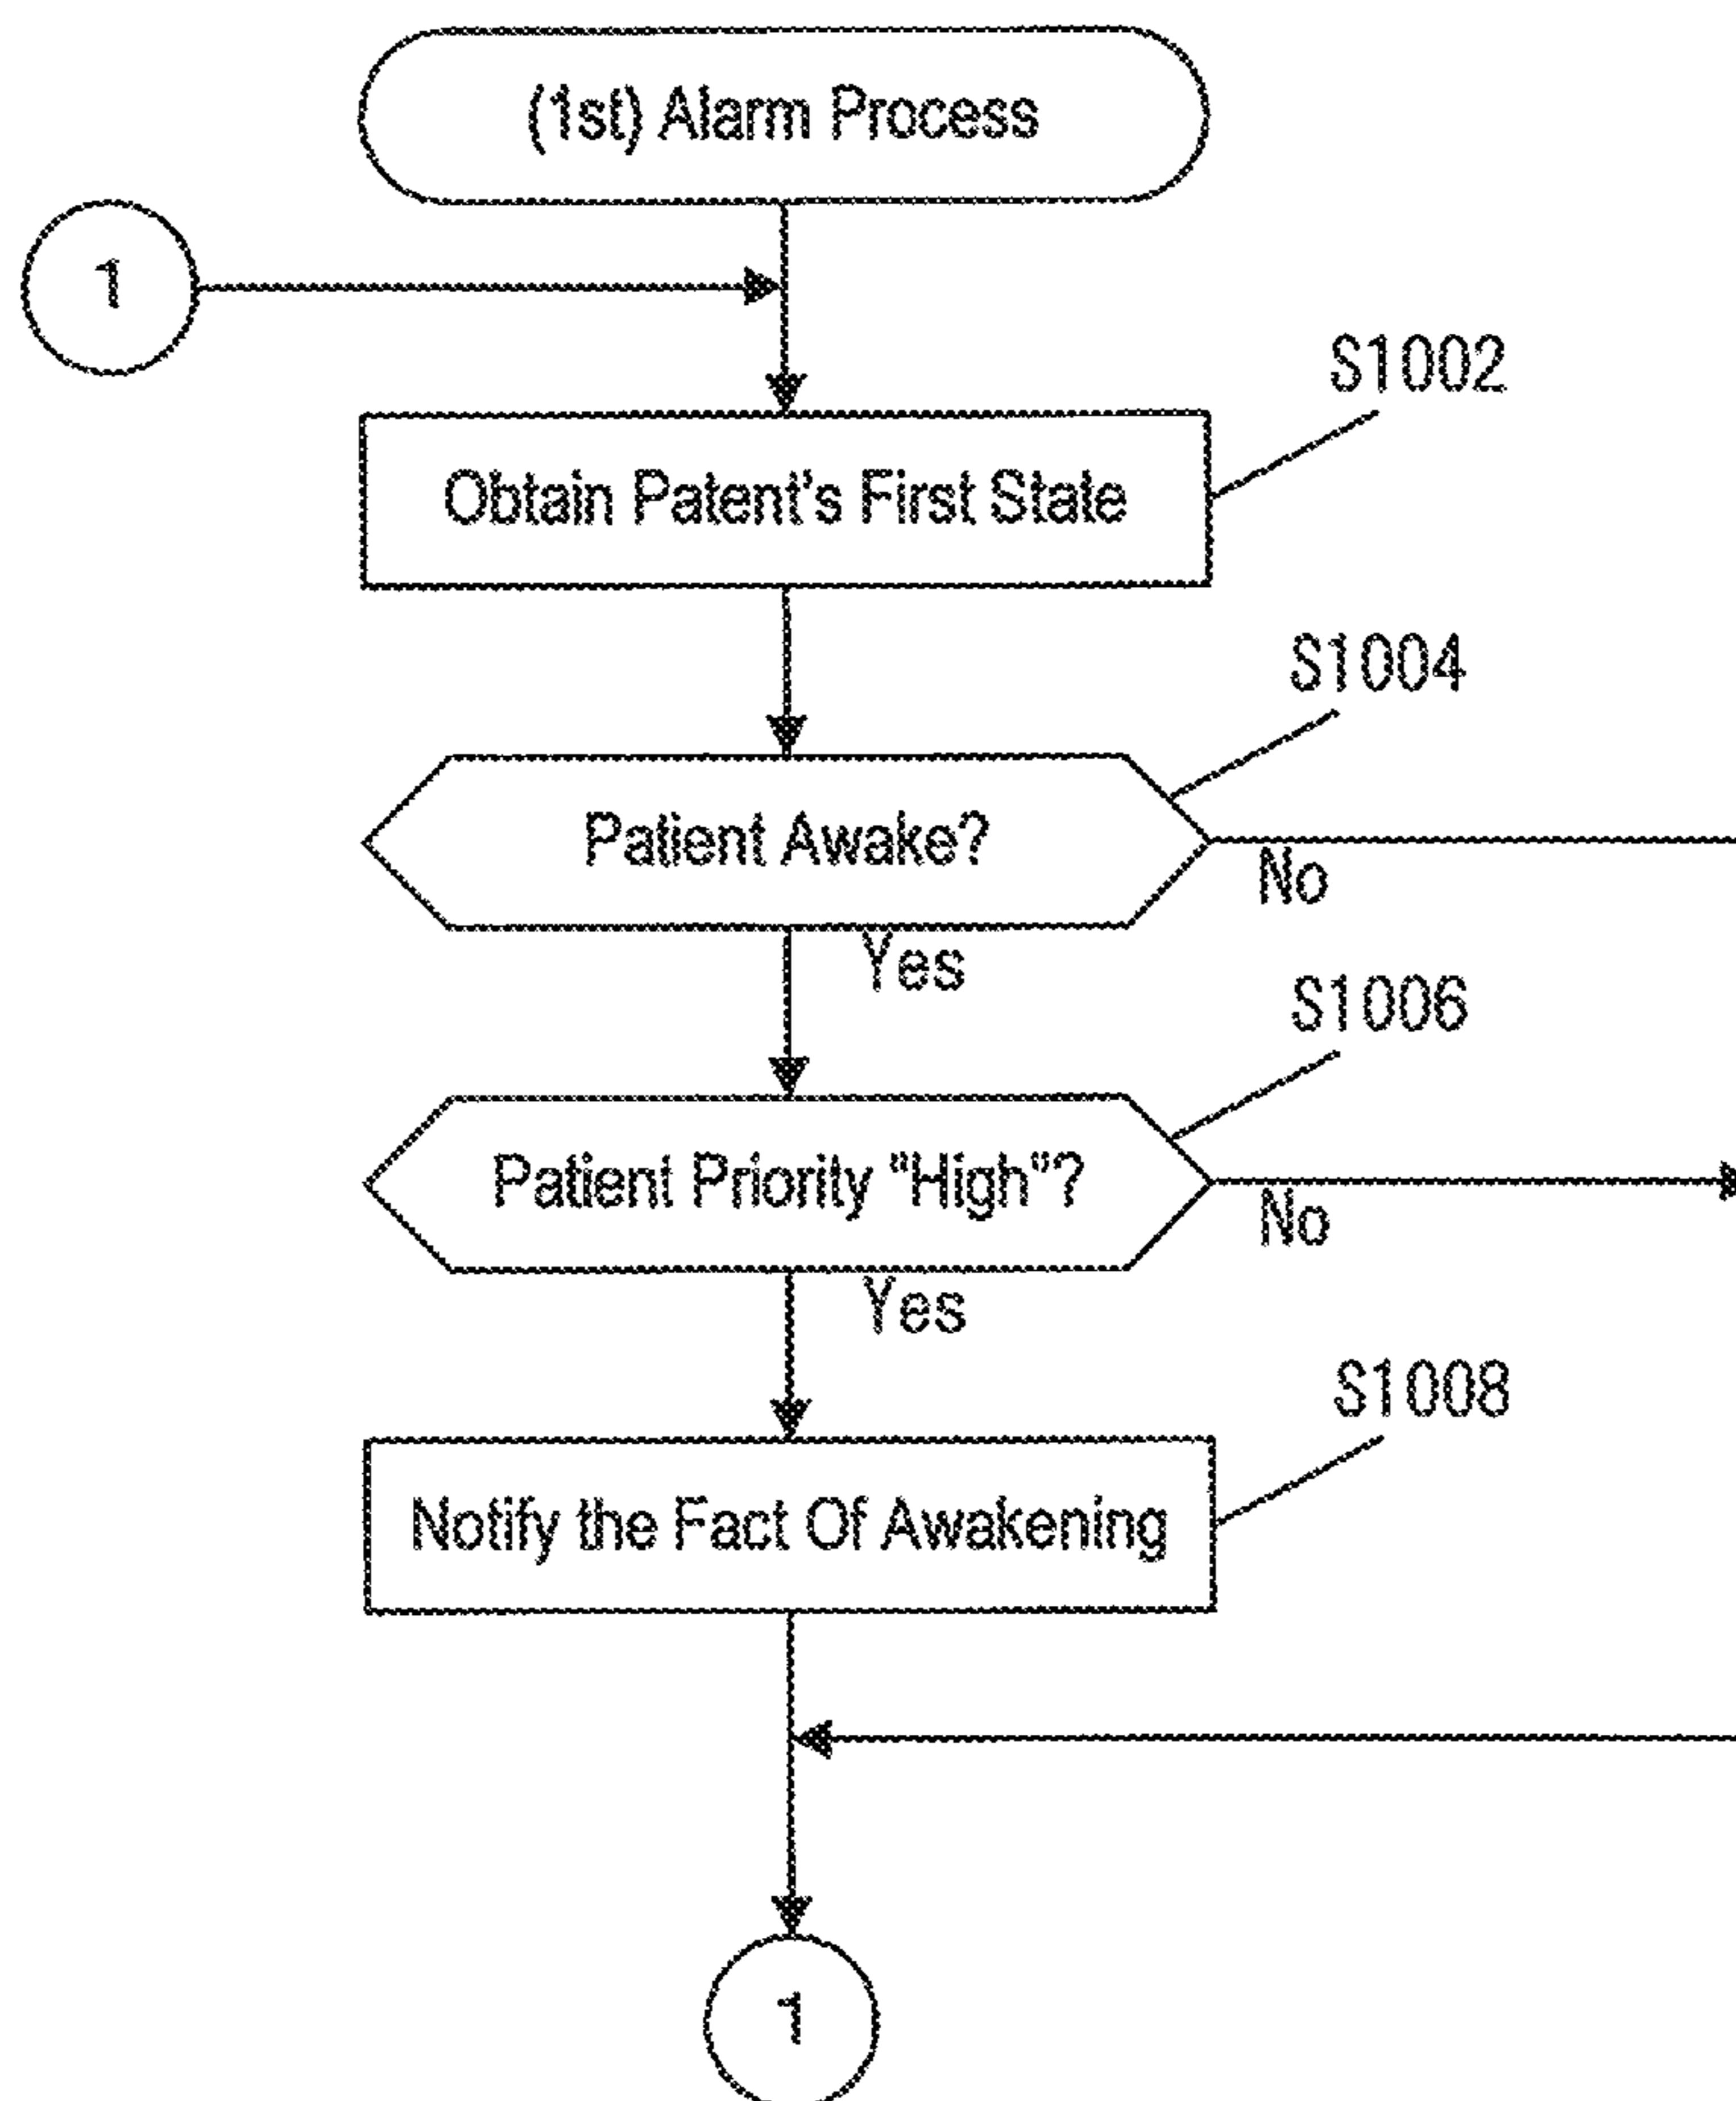 (1st) Alarm Process
1
S1002
Obtain Patent's First State
S1004
Patient Awake?
No
Yes
S1006
Patient Priority "High"?
No
Yes
S1008
Notify the Fact Of Awakening
1